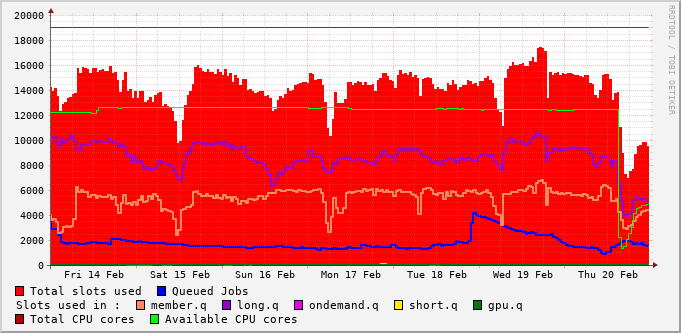 20000
18000
16000
14000
12000
10000
8000
6000
4000
2000
0
Fri 14 Feb Sat 15 Feb Sun 16 Feb Mon 17 Feb Tue 18 Feb Wed 19 Feb Thu 20 Feb
Total slots used Queued Jobs
Slots used in : member.q long.q ondemand.q short.q gpu.q
Total CPU cores Available CPU cores
RRDTOOL / TOBI OETIKER